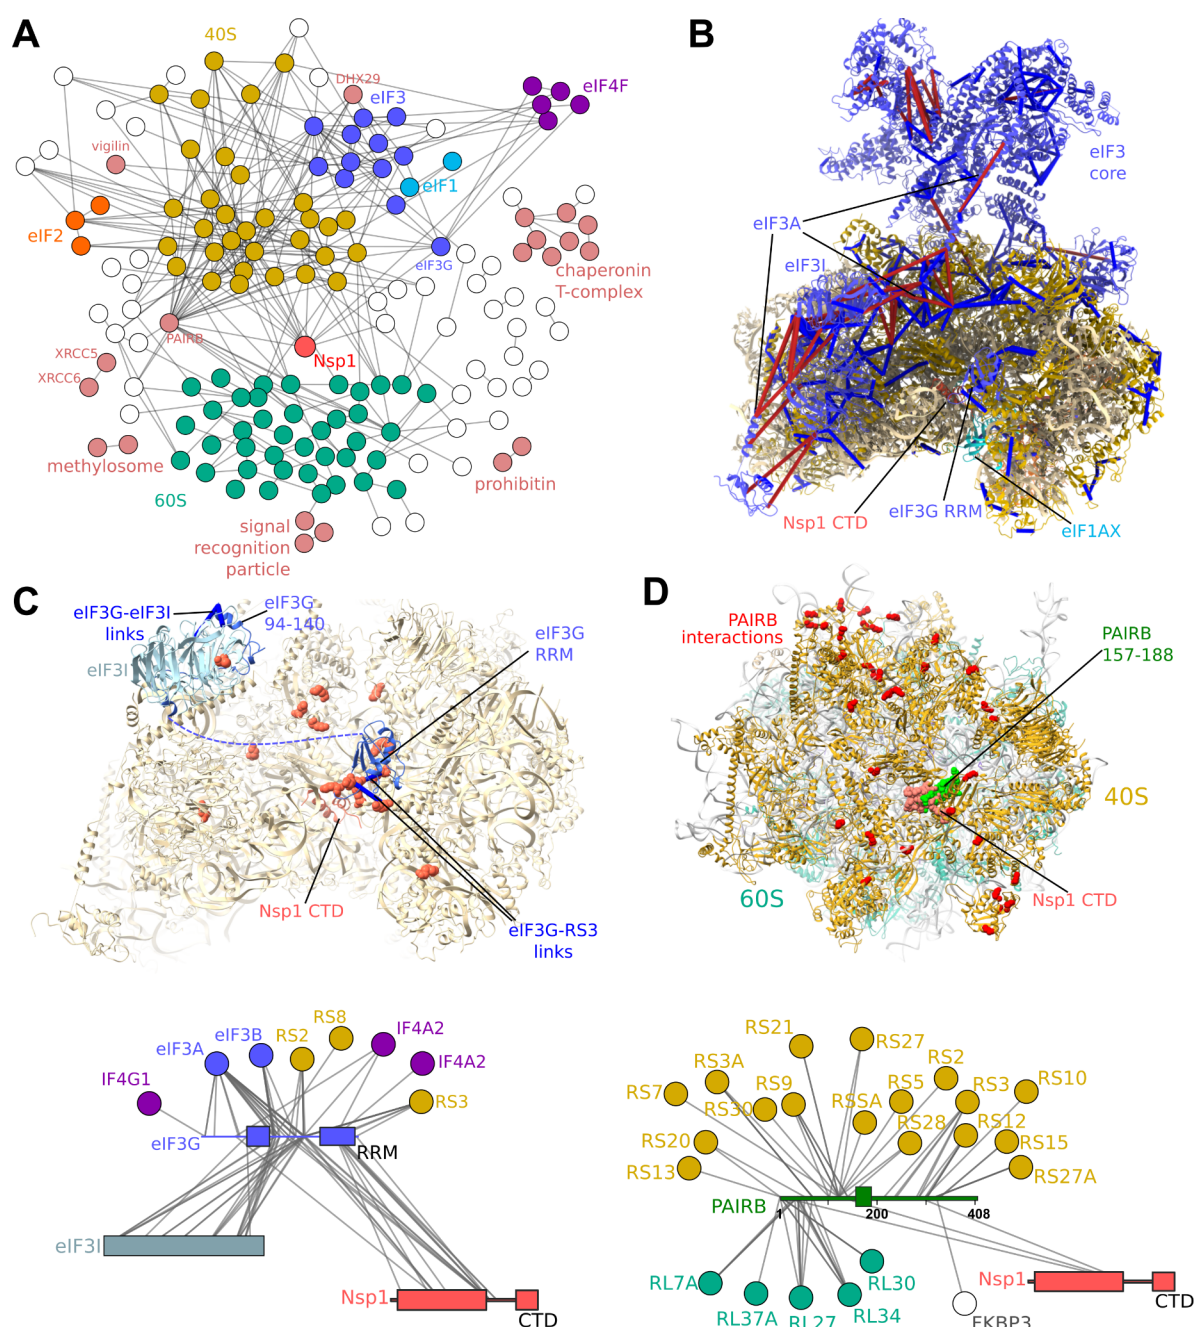 A
40S
DHX29
eIF3
eIF4F
vigilin
eIF1
eIF2
eIF3G
chaperonin
T-complex
PAIRB
Nsp1
XRCC5
XRCC6
methylosome
60S
prohibitin
signal
recognition
particle
B
eIF3
core
eIF3A
eIF3I
Nsp1 CTD
eIF3G RRM
eIF1AX
C
eIF3G-eIF3I
links
eIF3G
94-140
eIF3I
eIF3G
RRM
Nsp1 CTD
eIF3G-RS3
links
D
PAIRB
interactions
PAIRB
157-188
40S
60S
Nsp1 CTD
RS8
eIF3B
RS2
IF4A2
eIF3A
IF4A2
IF4G1
RS3
eIF3G
RRM
eIF3I
Nsp1
CTD
RS21
RS27
RS3A
RS2
RS7
RS9
RS5
RS3
RS10
RS30
RSSA
RS28
RS12
RS20
RS15
RS13
RS27A
PAIRB
1
200
408
RL7A
RL30
Nsp1
CTD
RL37A
RL27
RL34
FKBP3